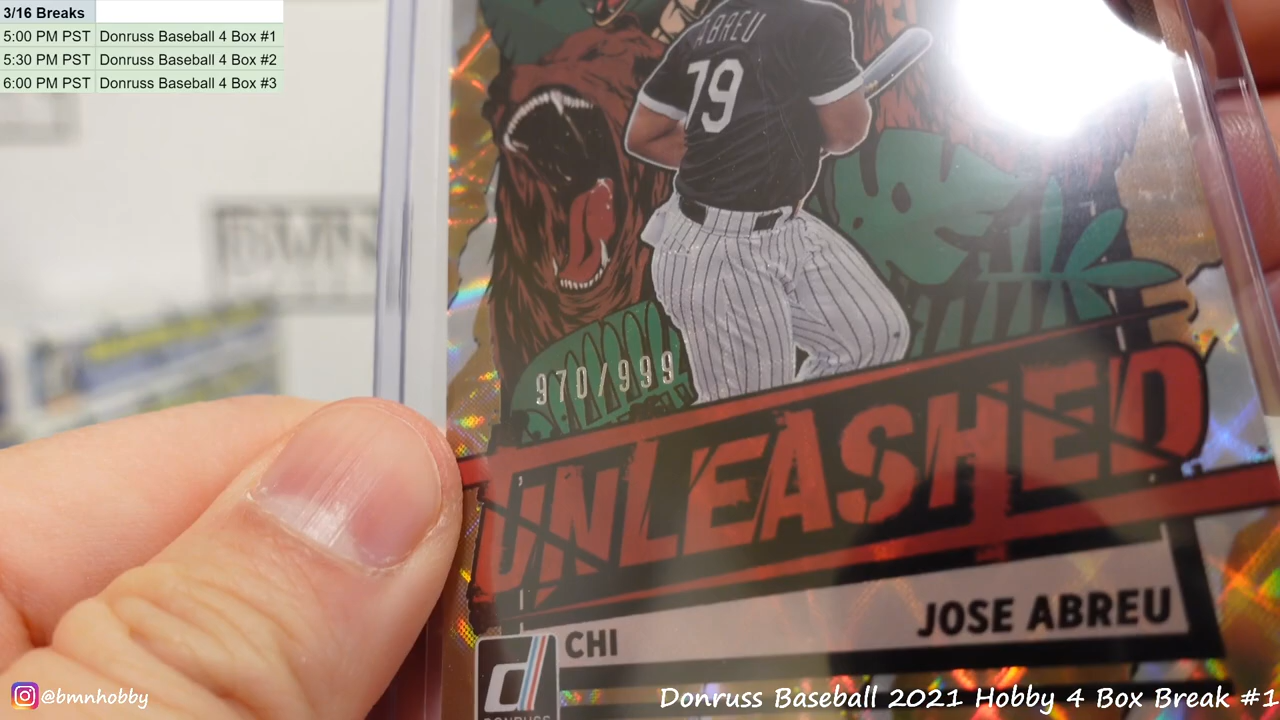 3/16 Breaks
5:00 PM PST Donruss Baseball 4 Box #1
5:30 PM PST Donruss Baseball 4 Box #2
6:00 PM PST Donruss Baseball 4 Box #3
ABREU
79
970/999
UNLEASHED
CHI JOSE ABREU
d
DONRUSS
@bmnhobby
Donruss Baseball 2021 Hobby 4 Box Break #1